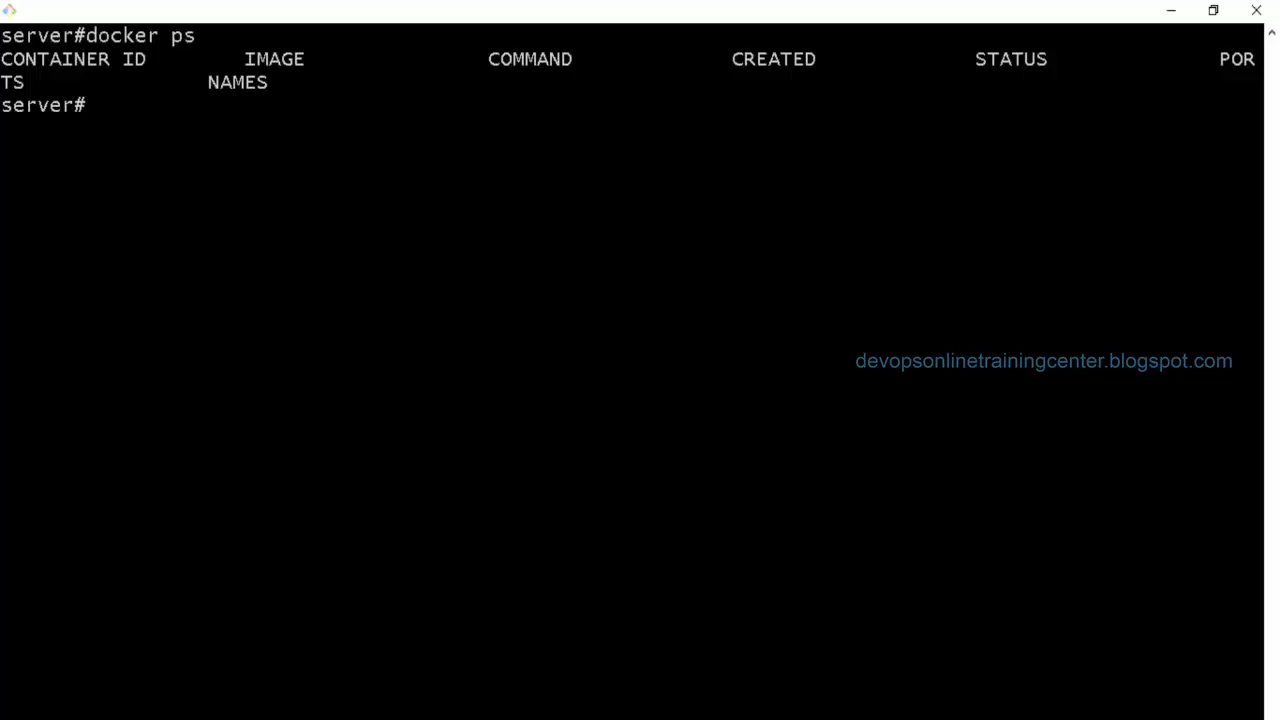 server#docker ps
CONTAINER ID        IMAGE               COMMAND             CREATED             STATUS              POR
TS               NAMES
server#
devopsonlinetrainingcenter.blogspot.com